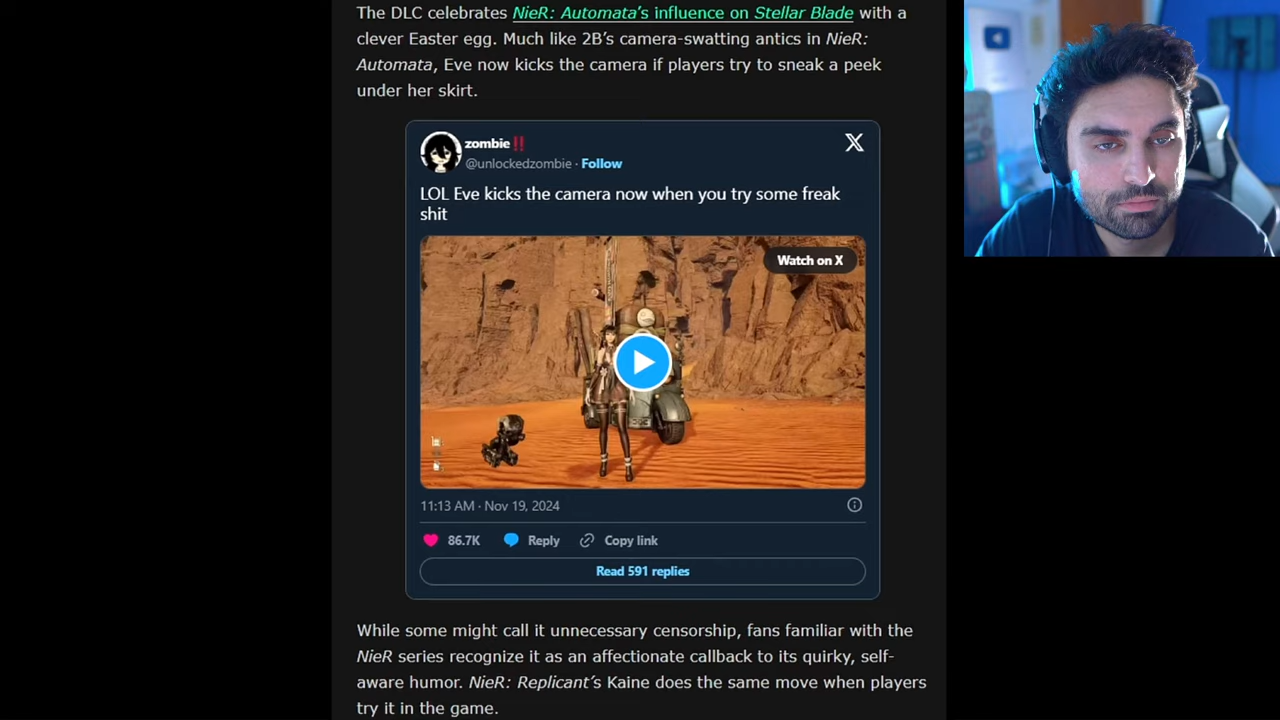 The DLC celebrates NieR: Automata's influence on Stellar Blade with a
clever Easter egg. Much like 2B's camera-swatting antics in NieR:
Automata, Eve now kicks the camera if players try to sneak a peek
under her skirt.
zombie‼️
@unlockedzombie · Follow
LOL Eve kicks the camera now when you try some freak
shit
Watch on X
11:13 AM · Nov 19, 2024
86.7K Reply Copy link
Read 591 replies
While some might call it unnecessary censorship, fans familiar with the
NieR series recognize it as an affectionate callback to its quirky, self-
aware humor. NieR: Replicant's Kaine does the same move when players
try it in the game.